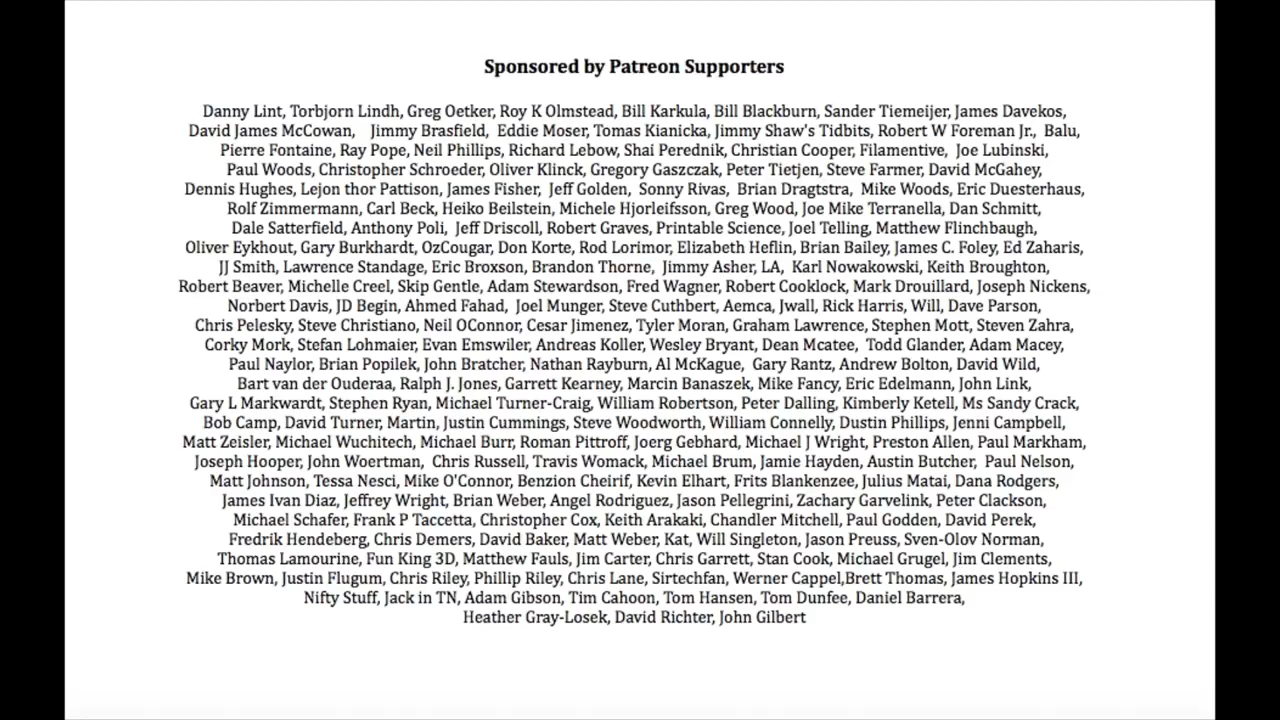 Sponsored by Patreon Supporters
Danny Lint, Torbjorn Lindh, Greg Oetker, Roy K Olmstead, Bill Karkula, Bill Blackburn, Sander Tiemeijer, James Davekos,
David James McCowan, Jimmy Brasfield, Eddie Moser, Tomas Kianicka, Jimmy Shaw's Tidbits, Robert W Foreman Jr., Balu,
Pierre Fontaine, Ray Pope, Neil Phillips, Richard Lebow, Shai Perednik, Christian Cooper, Filamentive, Joe Lubinski,
Paul Woods, Christopher Schroeder, Oliver Klinck, Gregory Gaszczak, Peter Tietjen, Steve Farmer, David McGahey,
Dennis Hughes, Lejon thor Pattison, James Fisher, Jeff Golden, Sonny Rivas, Brian Dragtstra, Mike Woods, Eric Duesterhaus,
Rolf Zimmermann, Carl Beck, Heiko Beilstein, Michele Hjorleifsson, Greg Wood, Joe Mike Terranella, Dan Schmitt,
Dale Satterfield, Anthony Poli, Jeff Driscoll, Robert Graves, Printable Science, Joel Telling, Matthew Flinchbaugh,
Oliver Eykhout, Gary Burkhardt, OzCougar, Don Korte, Rod Lorimor, Elizabeth Heflin, Brian Bailey, James C. Foley, Ed Zaharis,
JJ Smith, Lawrence Standage, Eric Broxson, Brandon Thorne, Jimmy Asher, LA, Karl Nowakowski, Keith Broughton,
Robert Beaver, Michelle Creel, Skip Gentle, Adam Stewardson, Fred Wagner, Robert Cooklock, Mark Drouillard, Joseph Nickens,
Norbert Davis, JD Begin, Ahmed Fahad, Joel Munger, Steve Cuthbert, Aemca, Jwall, Rick Harris, Will, Dave Parson,
Chris Pelesky, Steve Christiano, Neil OConnor, Cesar Jimenez, Tyler Moran, Graham Lawrence, Stephen Mott, Steven Zahra,
Corky Mork, Stefan Lohmaier, Evan Emswiler, Andreas Koller, Wesley Bryant, Dean Mcatee, Todd Glander, Adam Macey,
Paul Naylor, Brian Popilek, John Bratcher, Nathan Rayburn, Al McKague, Gary Rantz, Andrew Bolton, David Wild,
Bart van der Ouderaa, Ralph J. Jones, Garrett Kearney, Marcin Banaszek, Mike Fancy, Eric Edelmann, John Link,
Gary L Markwardt, Stephen Ryan, Michael Turner-Craig, William Robertson, Peter Dalling, Kimberly Ketell, Ms Sandy Crack,
Bob Camp, David Turner, Martin, Justin Cummings, Steve Woodworth, William Connelly, Dustin Phillips, Jenni Campbell,
Matt Zeisler, Michael Wuchitech, Michael Burr, Roman Pittroff, Joerg Gebhard, Michael J Wright, Preston Allen, Paul Markham,
Joseph Hooper, John Woertman, Chris Russell, Travis Womack, Michael Brum, Jamie Hayden, Austin Butcher, Paul Nelson,
Matt Johnson, Tessa Nesci, Mike O'Connor, Benzion Cheirif, Kevin Elhart, Frits Blankenzee, Julius Matai, Dana Rodgers,
James Ivan Diaz, Jeffrey Wright, Brian Weber, Angel Rodriguez, Jason Pellegrini, Zachary Garvelink, Peter Clackson,
Michael Schafer, Frank P Taccetta, Christopher Cox, Keith Arakaki, Chandler Mitchell, Paul Godden, David Perek,
Fredrik Hendeberg, Chris Demers, David Baker, Matt Weber, Kat, Will Singleton, Jason Preuss, Sven-Olov Norman,
Thomas Lamourine, Fun King 3D, Matthew Fauls, Jim Carter, Chris Garrett, Stan Cook, Michael Grugel, Jim Clements,
Mike Brown, Justin Flugum, Chris Riley, Phillip Riley, Chris Lane, Sirtechfan, Werner Cappel,Brett Thomas, James Hopkins III,
Nifty Stuff, Jack in TN, Adam Gibson, Tim Cahoon, Tom Hansen, Tom Dunfee, Daniel Barrera,
Heather Gray-Losek, David Richter, John Gilbert